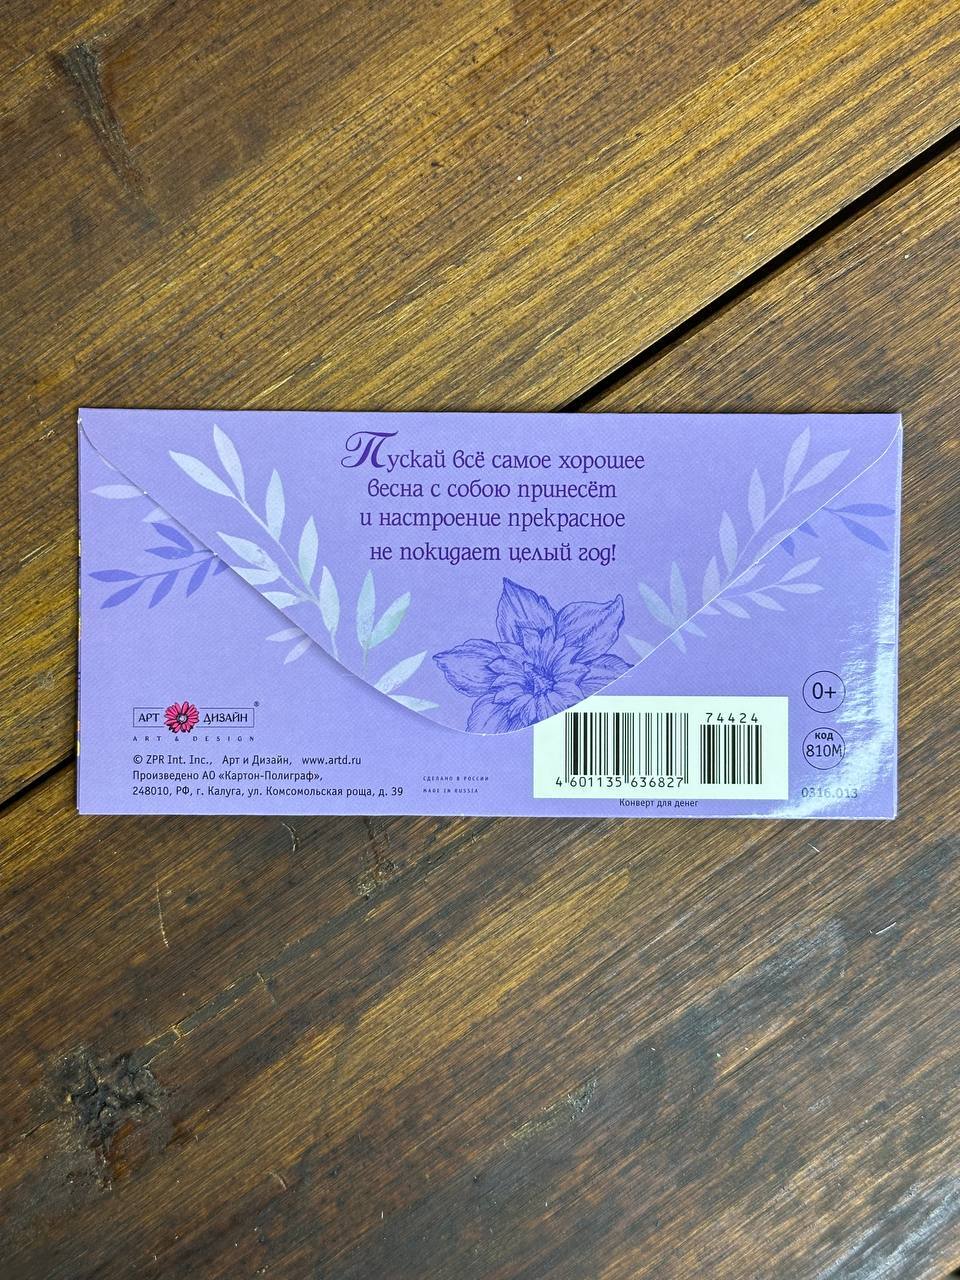 Пускай всё самое хорошее
весна с собою принесёт
и настроение прекрасное
не покидает целый год!
АРТ ДИЗАЙН ®
ART & DESIGN
© ZPR Int. Inc., Арт и Дизайн, www.artd.ru
Произведено АО «Картон-Полиграф»,
248010, РФ, г. Калуга, ул. Комсомольская роща, д. 39
СДЕЛАНО В РОССИИ
MADE IN RUSSIA
74424
4 601135 636827
Конверт для денег
0+
код
810М
0316.013